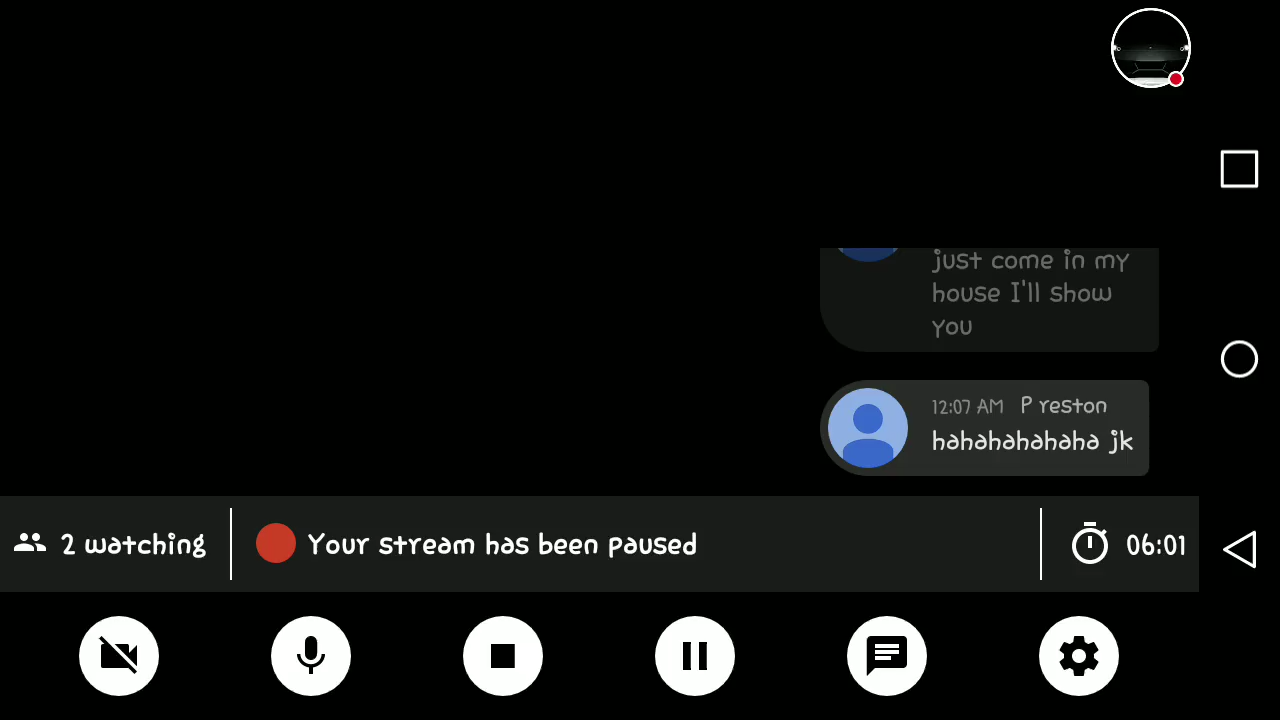 just come in my
house I'll show
you
12:07 AM P reston
hahahahahaha jk
2 watching
Your stream has been paused
06:01